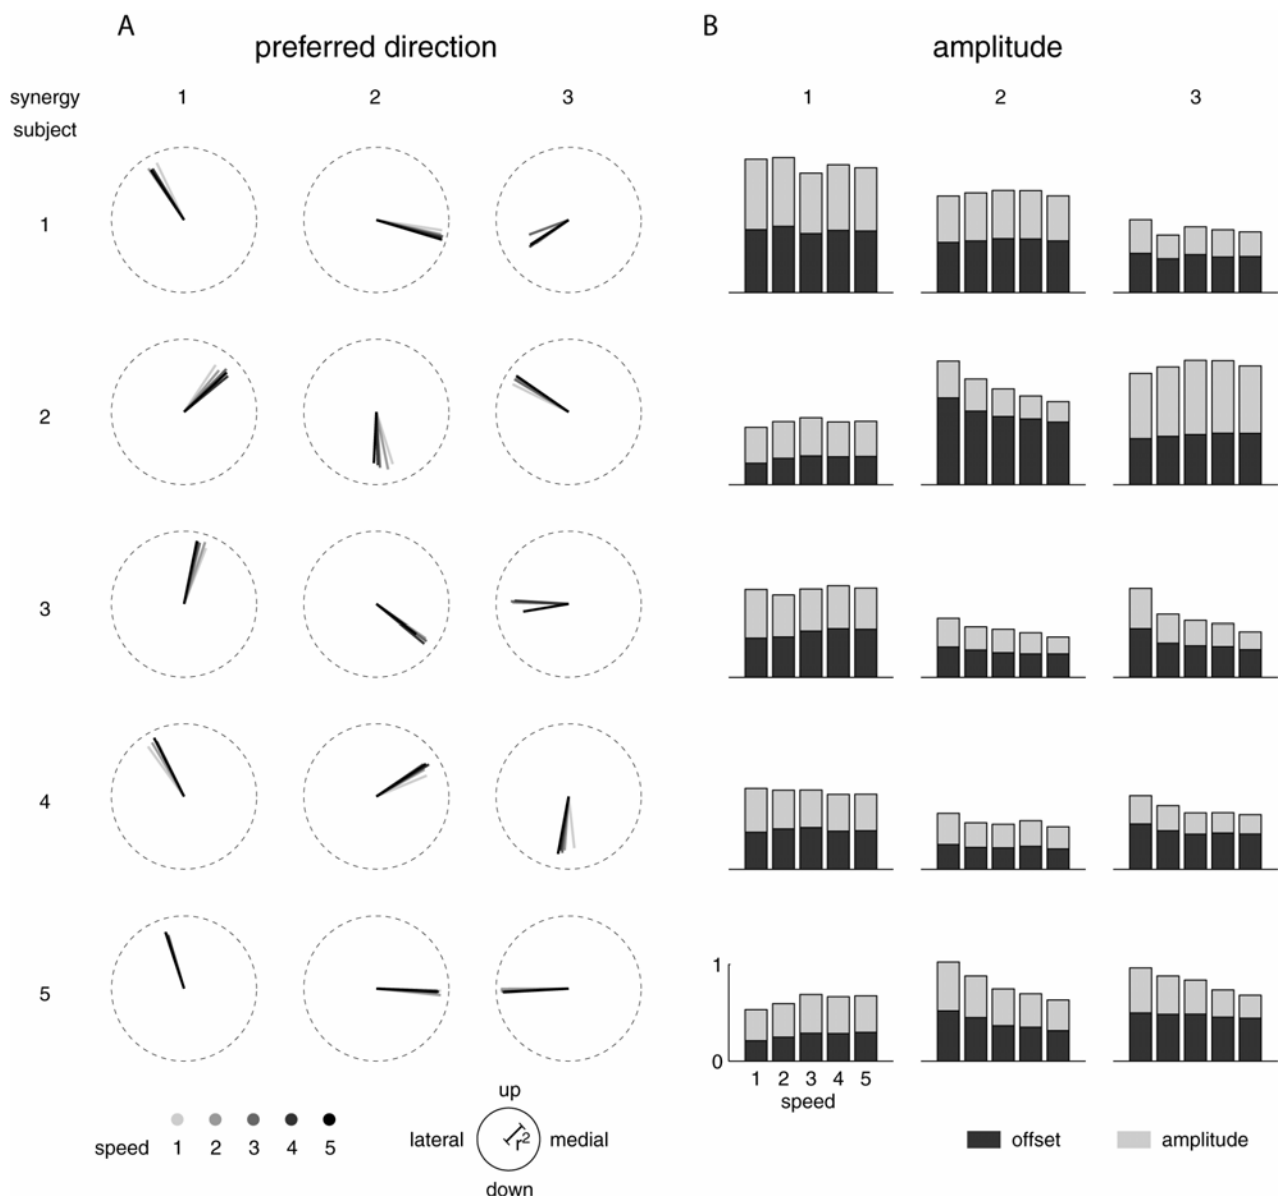 A
B
preferred direction
amplitude
synergy 1 2 3
1 2 3
subject
1
2
3
4
5
1
0
1 2 3 4 5
speed
up
lateral r2 medial
down
speed 1 2 3 4 5
offset amplitude